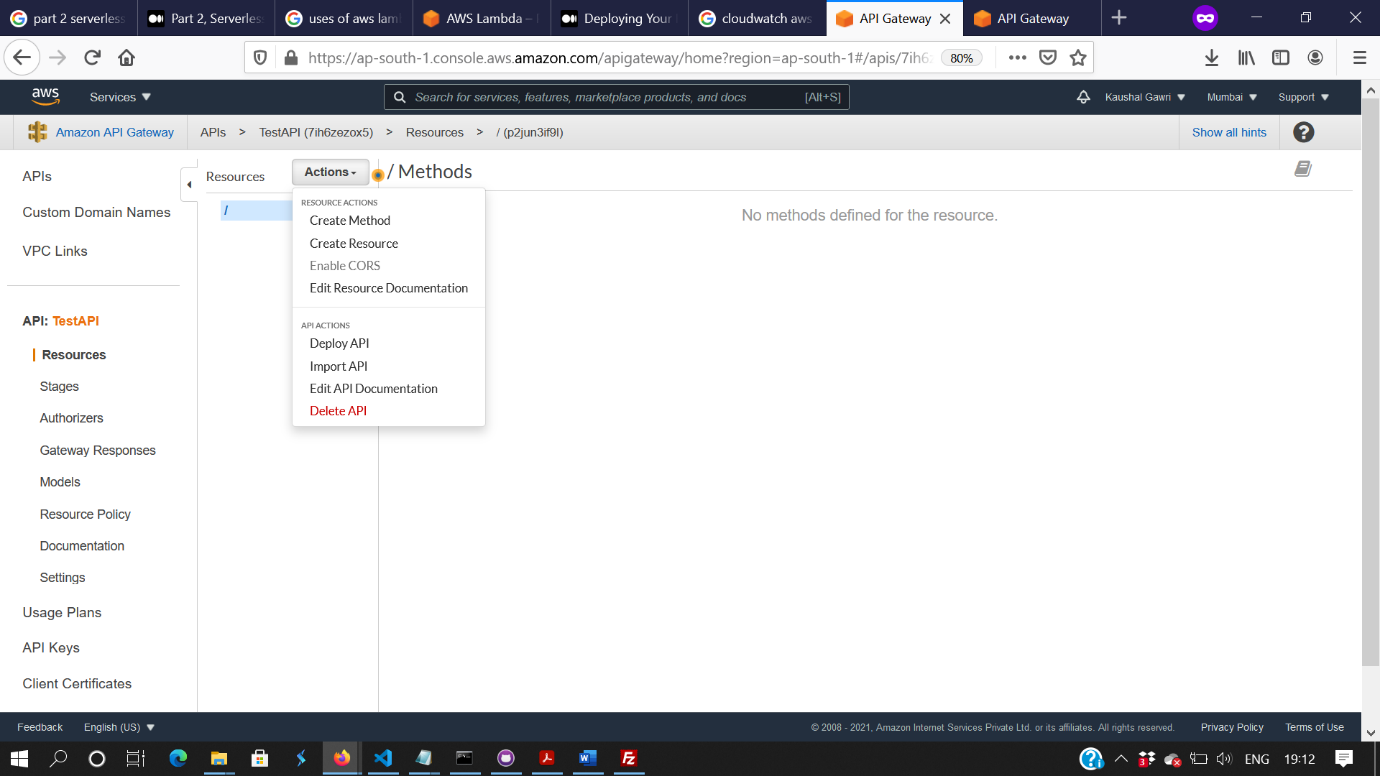 part 2 serverless
Part 2, Serverles
uses of aws lam
AWS Lambda –
Deploying Your
cloudwatch aws
API Gateway
API Gateway
https://ap-south-1.console.aws.amazon.com/apigateway/home?region=ap-south-1#/apis/7ih6z
80%
aws
Services
Search for services, features, marketplace products, and docs
[Alt+S]
Kaushal Gawri
Mumbai
Support
Amazon API Gateway
APIs > TestAPI (7ih6zezox5) > Resources > / (p2jun3if9l)
Show all hints
?
APIs
Custom Domain Names
VPC Links
API: TestAPI
Resources
Stages
Authorizers
Gateway Responses
Models
Resource Policy
Documentation
Settings
Usage Plans
API Keys
Client Certificates
Resources
Actions
/
RESOURCE ACTIONS
Create Method
Create Resource
Enable CORS
Edit Resource Documentation
API ACTIONS
Deploy API
Import API
Edit API Documentation
Delete API
/ Methods
No methods defined for the resource.
Feedback
English (US)
© 2008 - 2021, Amazon Internet Services Private Ltd. or its affiliates. All rights reserved.
Privacy Policy
Terms of Use
3
ENG
19:12